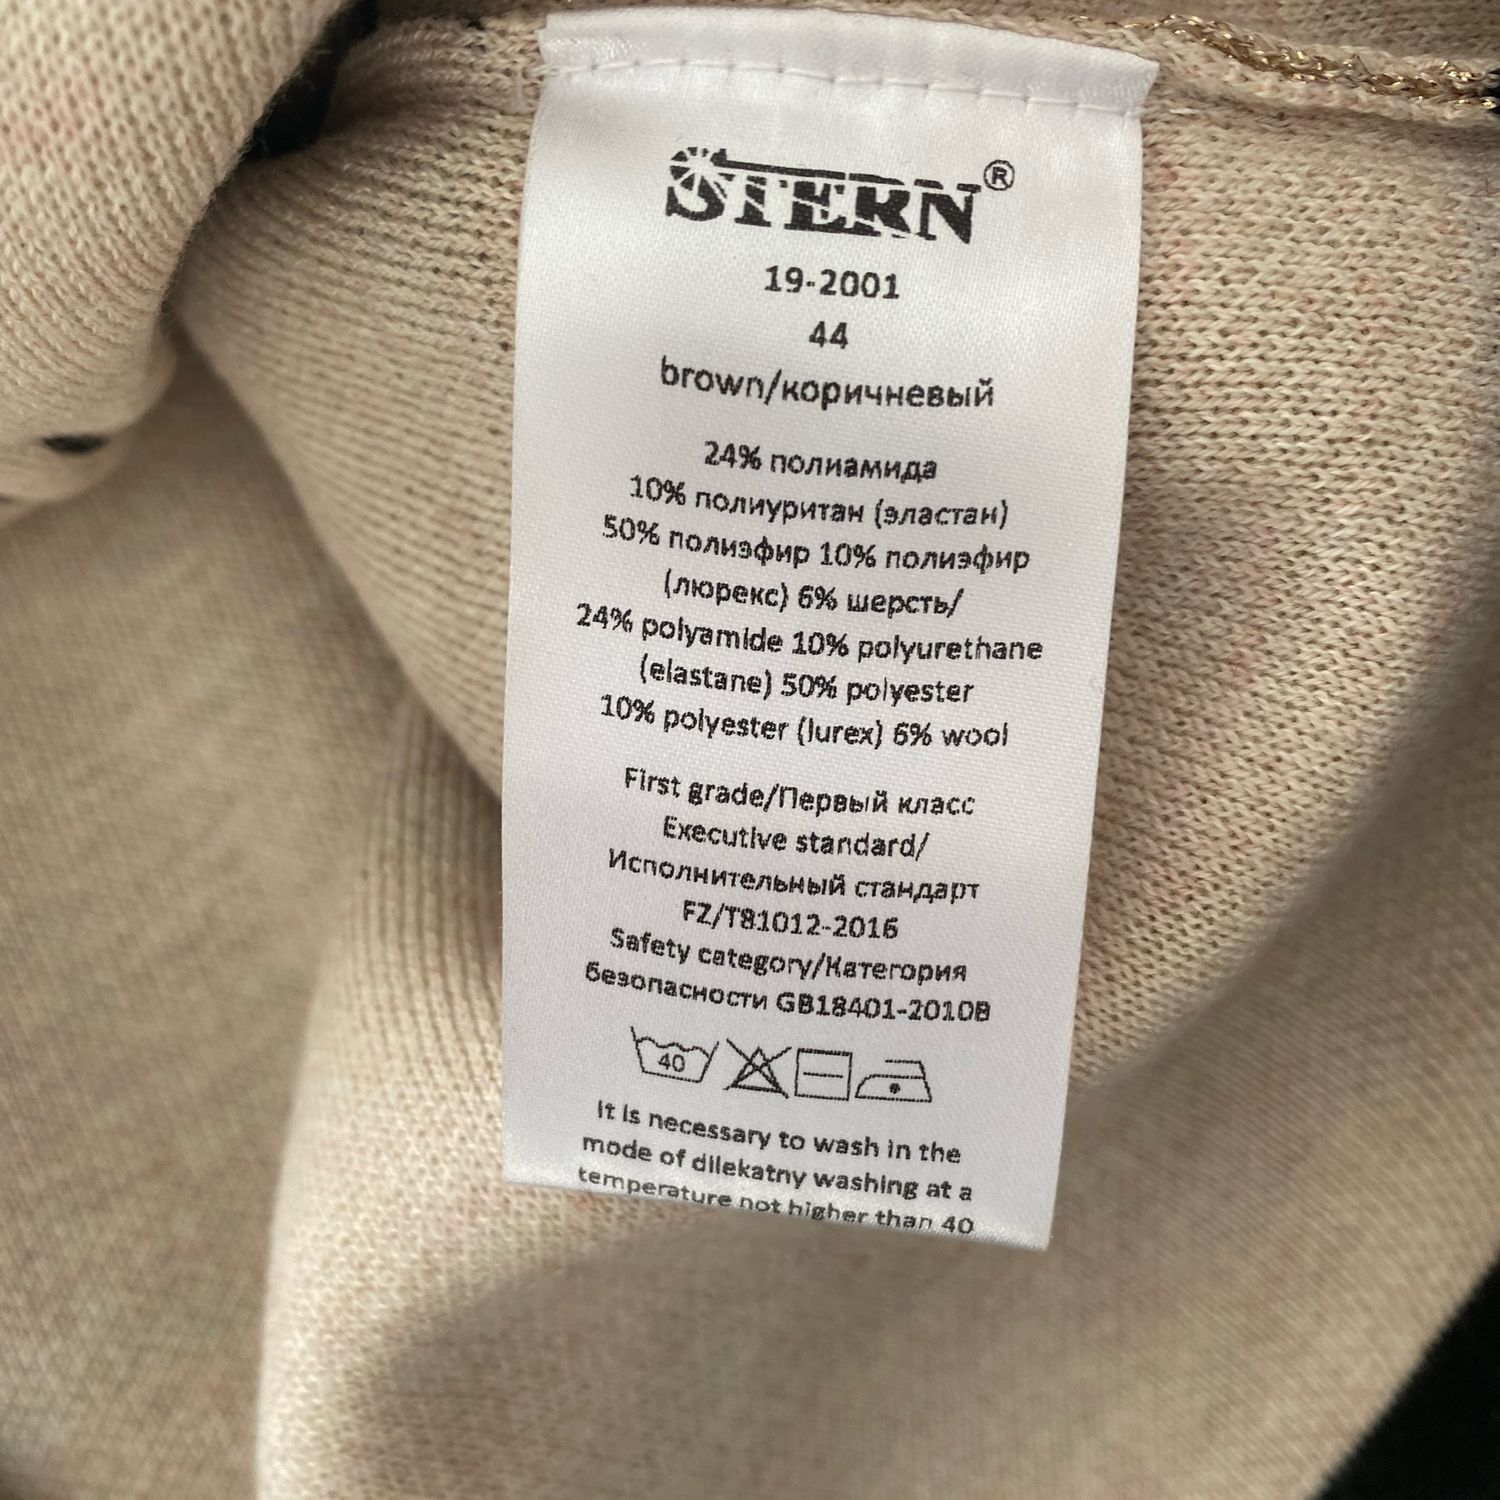 STERN®
19-2001
44
brown/коричневый
24% полиамида
10% полиуритан (эластан)
50% полиэфир 10% полиэфир
(люрекс) 6% шерсть/
24% polyamide 10% polyurethane
(elastane) 50% polyester
10% polyester (lurex) 6% wool
First grade/Первый класс
Executive standard/
Исполнительный стандарт
FZ/T81012-2016
Safety category/Категория
безопасности GB18401-2010B
40
It is necessary to wash in the
mode of dilekatny washing at a
temperature not higher than 40